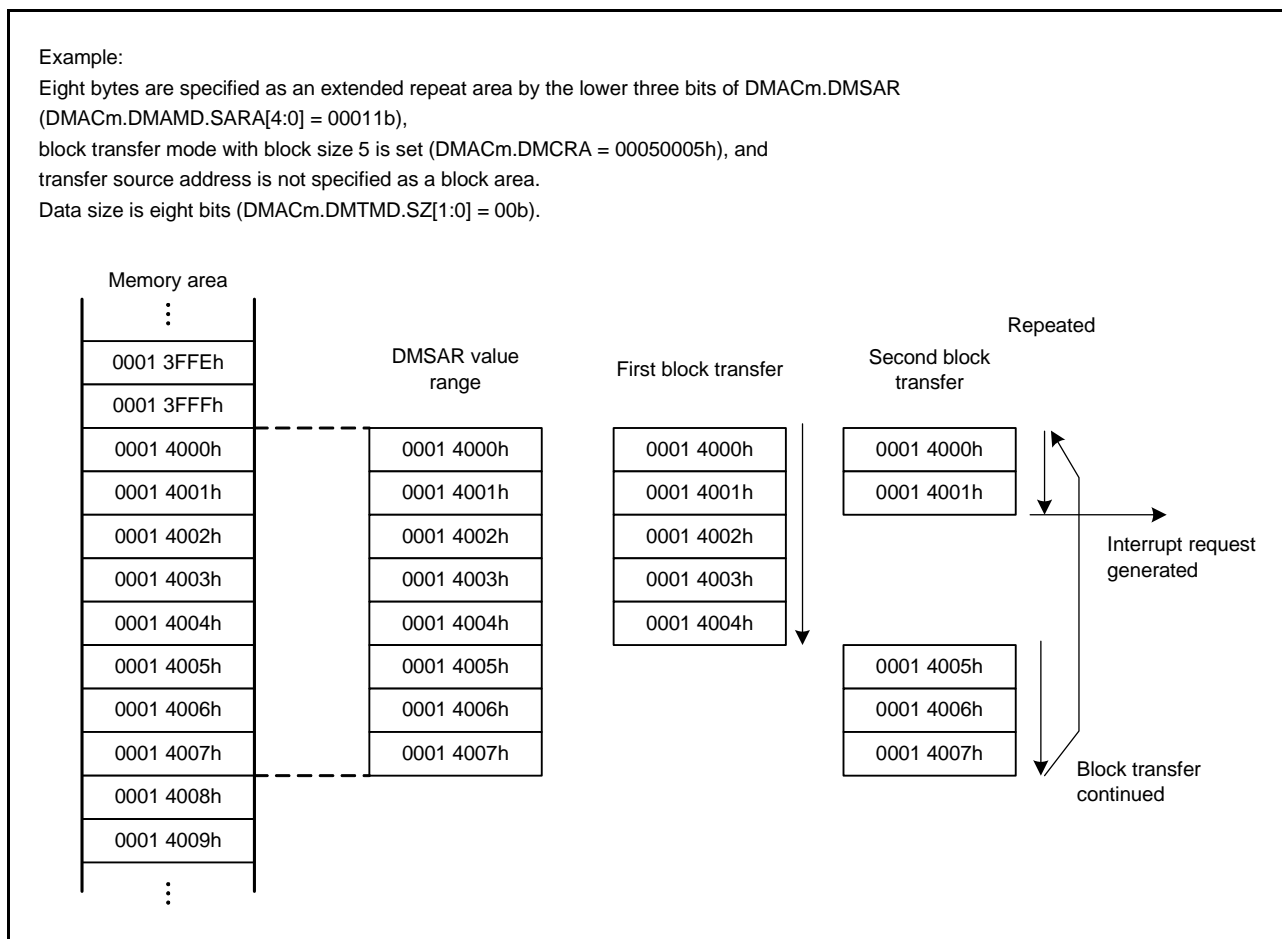 Example:
Eight bytes are specified as an extended repeat area by the lower three bits of DMACm.DMSAR
(DMACm.DMAMD.SARA[4:0] = 00011b),
block transfer mode with block size 5 is set (DMACm.DMCRA = 00050005h), and
transfer source address is not specified as a block area.
Data size is eight bits (DMACm.DMTMD.SZ[1:0] = 00b).
Memory area
0001 3FFEh
0001 3FFFh
0001 4000h
0001 4001h
0001 4002h
0001 4003h
0001 4004h
0001 4005h
0001 4006h
0001 4007h
0001 4008h
0001 4009h
DMSAR value
range
0001 4000h
0001 4001h
0001 4002h
0001 4003h
0001 4004h
0001 4005h
0001 4006h
0001 4007h
First block transfer
0001 4000h
0001 4001h
0001 4002h
0001 4003h
0001 4004h
Second block
transfer
0001 4000h
0001 4001h
0001 4005h
0001 4006h
0001 4007h
Repeated
Interrupt request
generated
Block transfer
continued